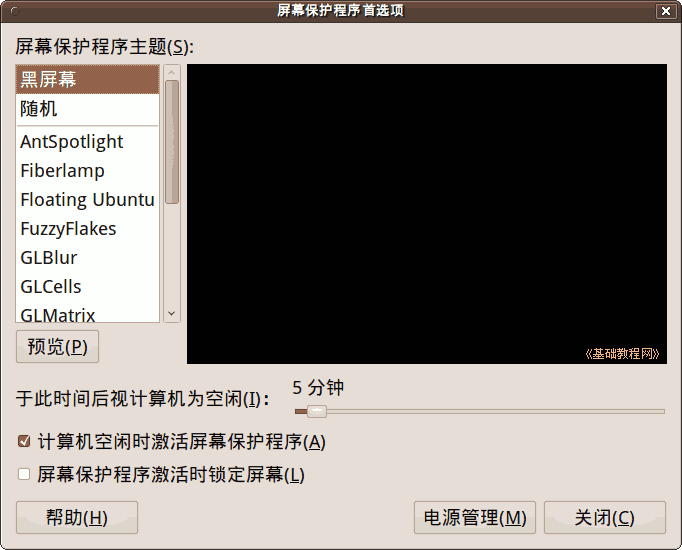 屏幕保护程序首选项
屏幕保护程序主题(S):
黑屏幕
随机
AntSpotlight
Fiberlamp
Floating Ubuntu
FuzzyFlakes
GLBlur
GLCells
GLMatrix
《基础教程网》
预览(P)
5 分钟
于此时间后视计算机为空闲(I)：
计算机空闲时激活屏幕保护程序(A)
屏幕保护程序激活时锁定屏幕(L)
帮助(H) 电源管理(M) 关闭(C)